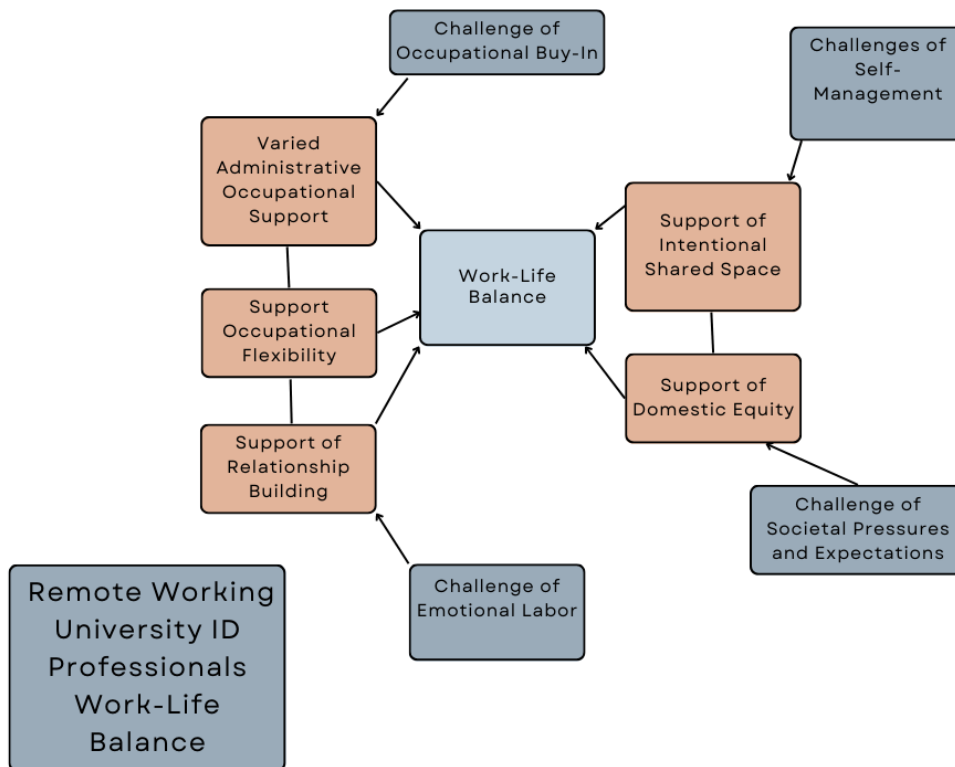 Challenge of
Occupational Buy-In
Challenges of
Self-
Management
Varied
Administrative
Occupational
Support
Support of
Intentional
Shared Space
Work-Life
Balance
Support
Occupational
Flexibility
Support of
Domestic Equity
Support of
Relationship
Building
Challenge of
Societal Pressures
and Expectations
Challenge of
Emotional Labor
Remote Working
University ID
Professionals
Work-Life
Balance